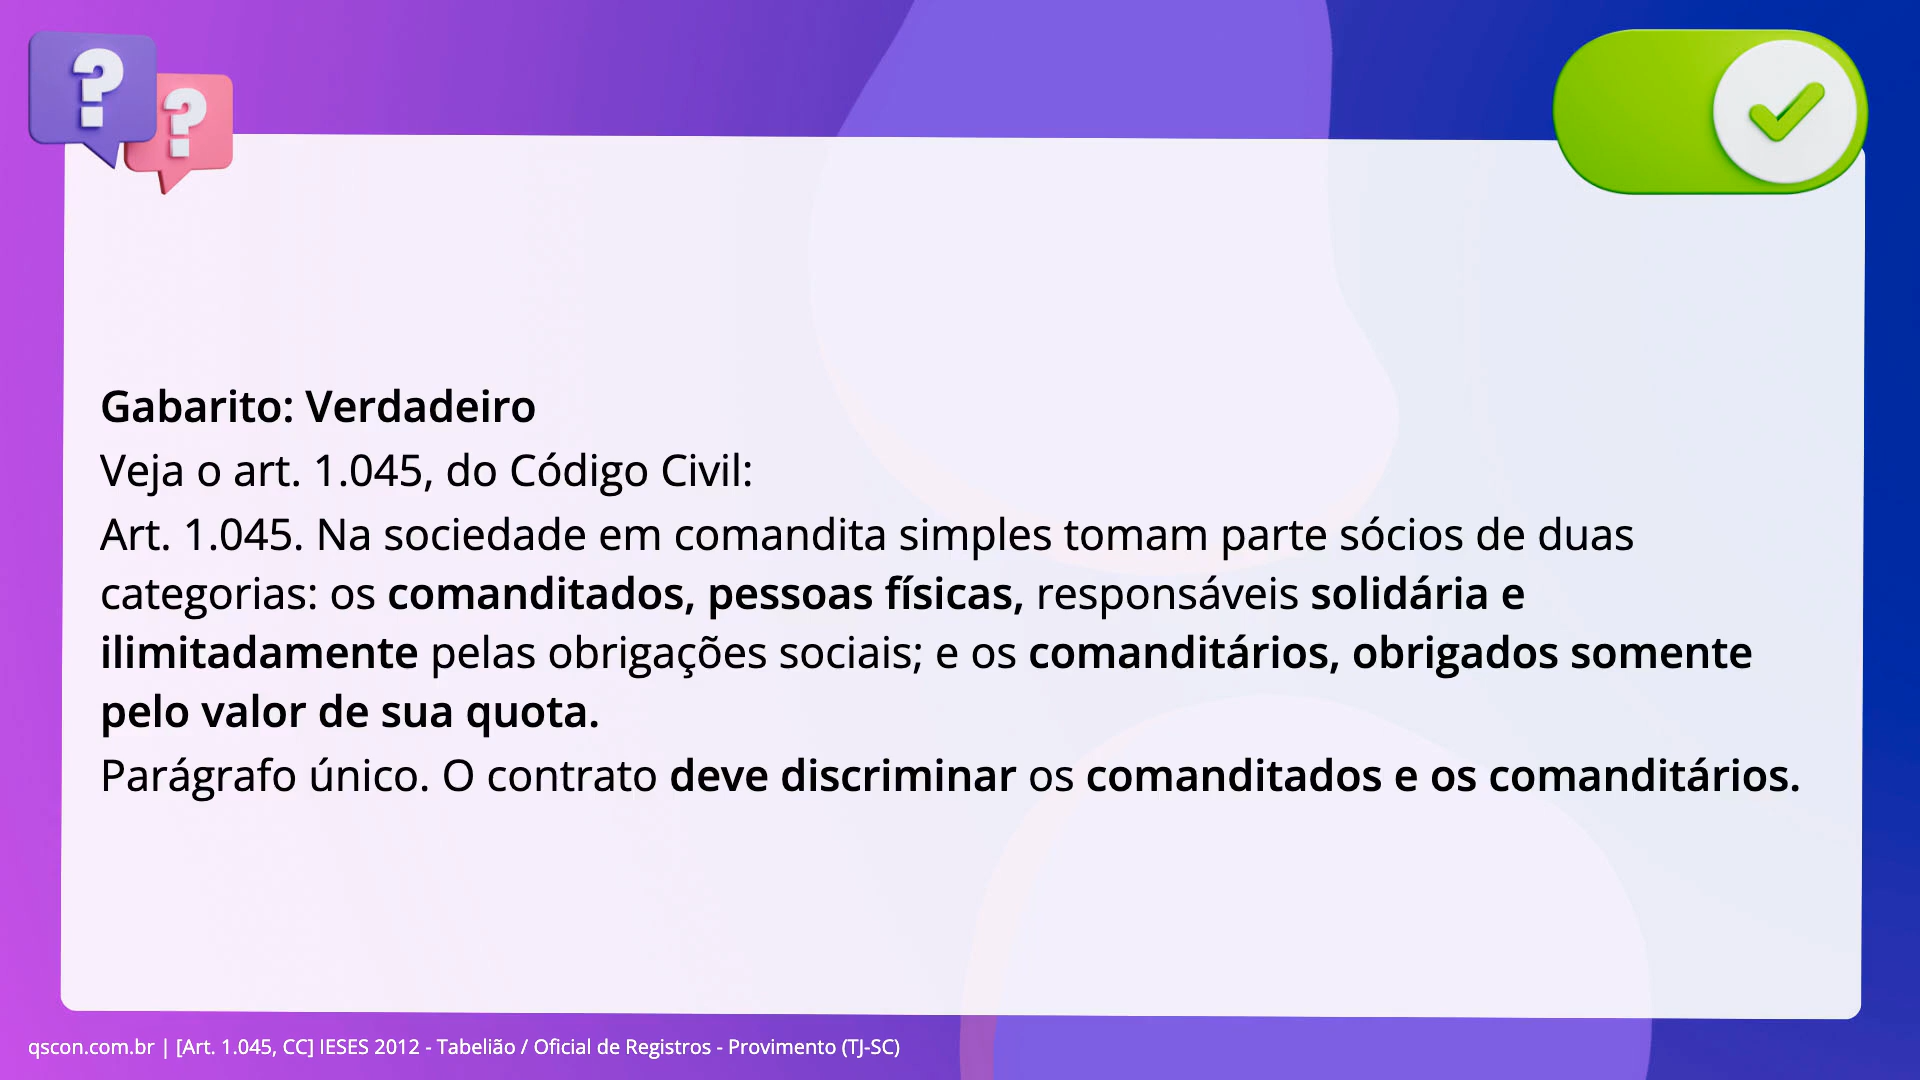 ? ?
Gabarito: Verdadeiro
Veja o art. 1.045, do Código Civil:
Art. 1.045. Na sociedade em comandita simples tomam parte sócios de duas
categorias: os comanditados, pessoas físicas, responsáveis solidária e
ilimitadamente pelas obrigações sociais; e os comanditários, obrigados somente
pelo valor de sua quota.
Parágrafo único. O contrato deve discriminar os comanditados e os comanditários.
qscon.com.br | [Art. 1.045, CC] IESES 2012 - Tabelião / Oficial de Registros - Provimento (TJ-SC)